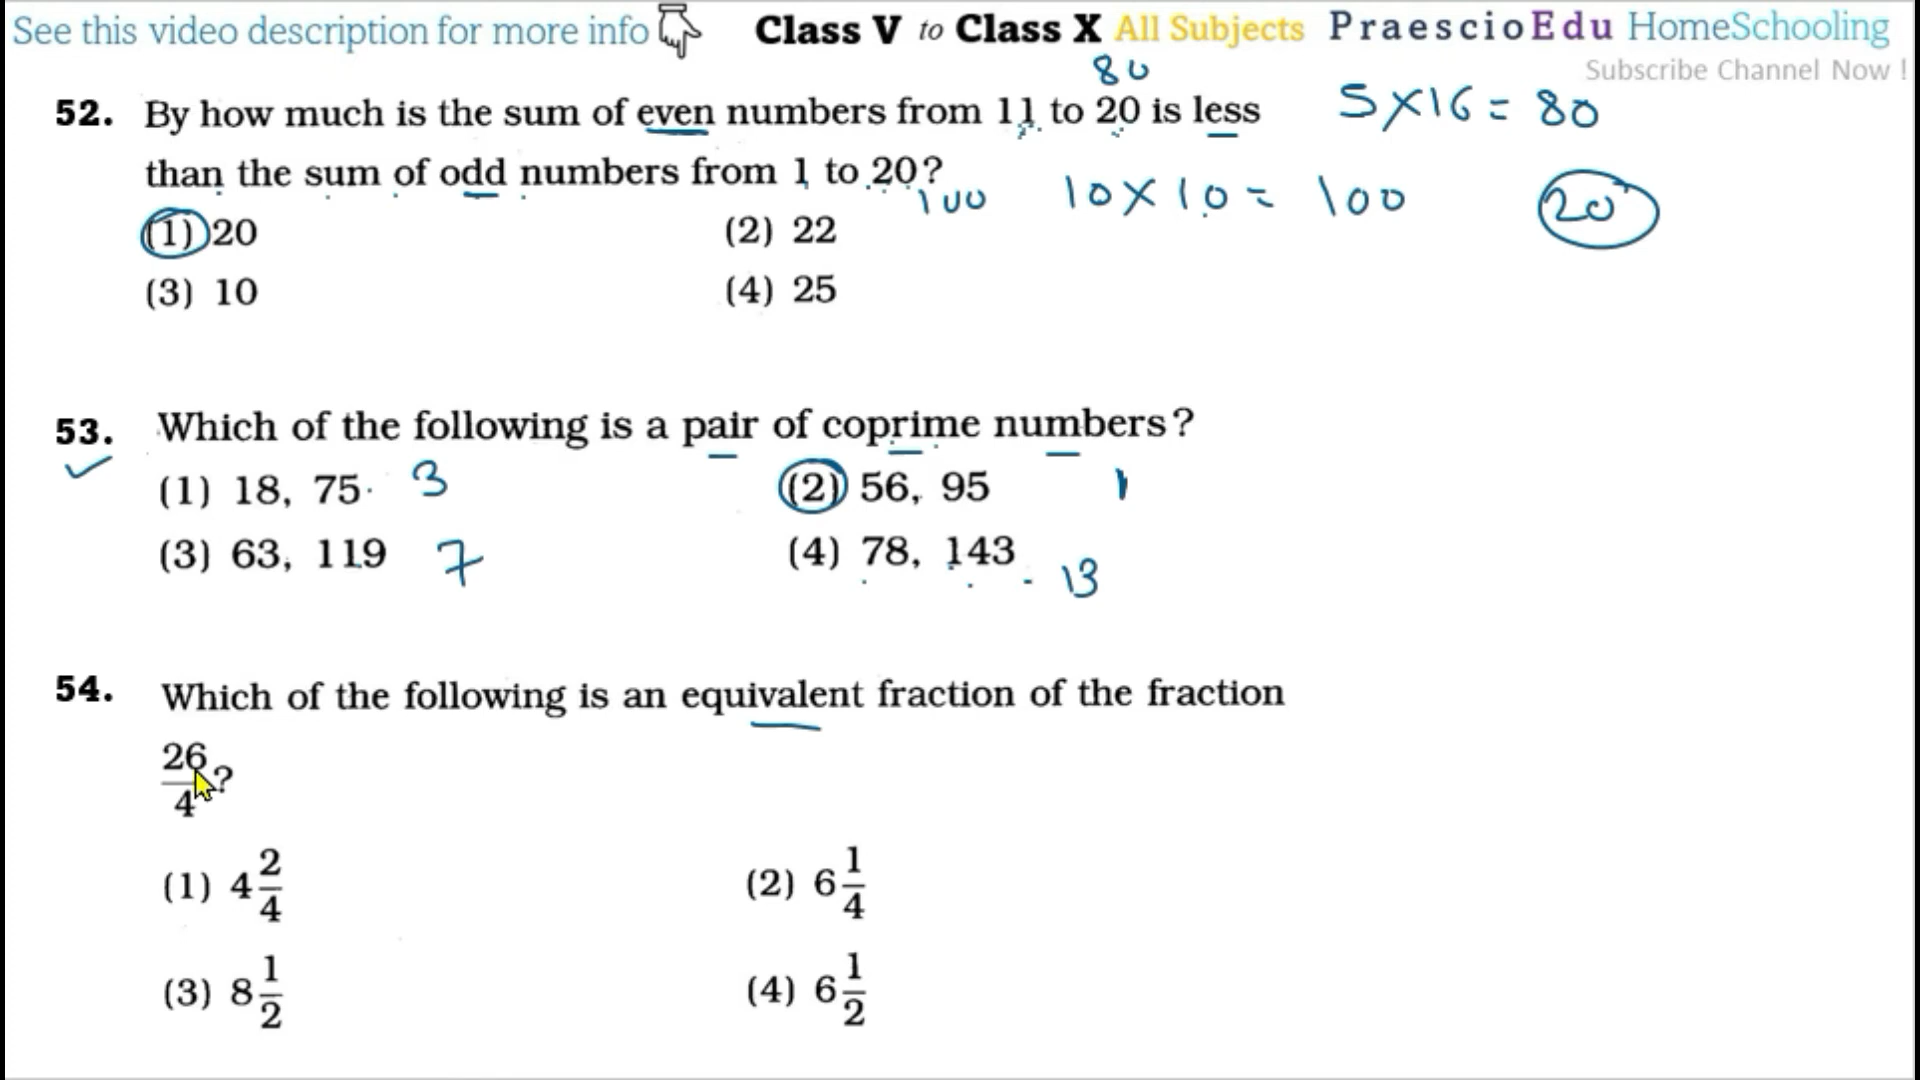 See this video description for more info Class V to Class X All Subjects PraescioEdu HomeSchooling
Subscribe Channel Now !
80
52. By how much is the sum of even numbers from 11 to 20 is less 5 × 16 = 80
than the sum of odd numbers from 1 to 20?
100 10 × 10 = 100 20
(1) 20 (2) 22
(3) 10 (4) 25
53. Which of the following is a pair of coprime numbers?
(1) 18, 75 3 (2) 56, 95 1
(3) 63, 119 7 (4) 78, 143 13
54. Which of the following is an equivalent fraction of the fraction
26/4?
(1) 4 2/4 (2) 6 1/4
(3) 8 1/2 (4) 6 1/2